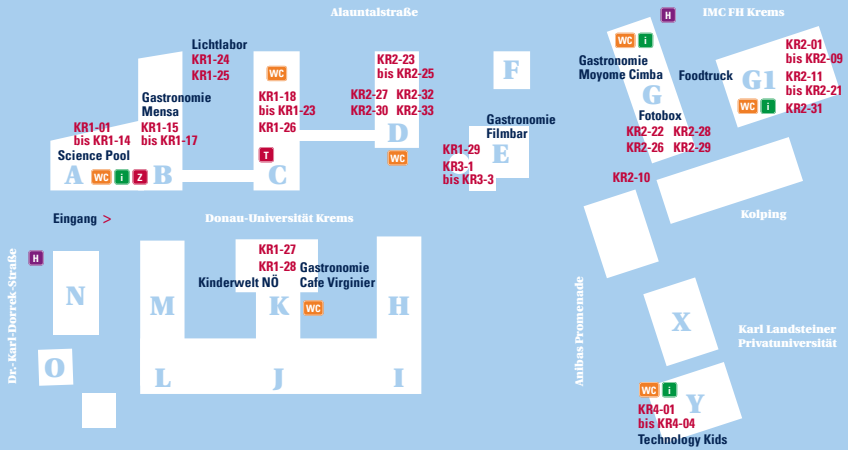 Alauntalstraße
H
IMC FH Krems
Lichtlabor
KR1-24
KR1-25
WC
KR1-18
bis KR1-23
KR1-26
T
C
KR2-23
bis KR2-25
KR2-27 KR2-32
KR2-30 KR2-33
D
WC
F
Gastronomie
Filmbar
KR1-29
E
KR3-1
bis KR3-3
WC i
Gastronomie
Moyome Cimba
G
Fotobox
KR2-22 KR2-28
KR2-26 KR2-29
KR2-10
Foodtruck
G1
WC i
KR2-01
bis KR2-09
KR2-11
bis KR2-21
KR2-31
Gastronomie
Mensa
KR1-01
bis KR1-14
KR1-15
bis KR1-17
Science Pool
A WC i Z B
Eingang >
Donau-Universität Krems
Kolping
H
Dr.-Karl-Dorrek-Straße
N
O
M
L
KR1-27
KR1-28
Kinderwelt NÖ
Gastronomie
Cafe Virginier
K
WC
H
J
I
Anibas Promenade
X
Karl Landsteiner
Privatuniversität
WC i
Y
KR4-01
bis KR4-04
Technology Kids